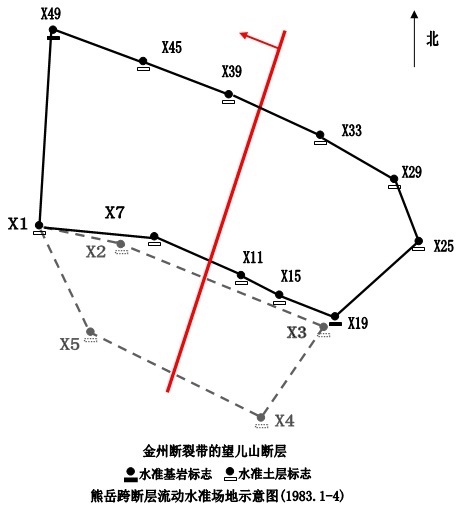 X49
北
X45
X39
X33
X29
X1
X7
X2
X25
X11
X15
X19
X3
X5
X4
金州断裂带的望儿山断层
水准基岩标志 水准土层标志
熊岳跨断层流动水准场地示意图(1983.1-4)